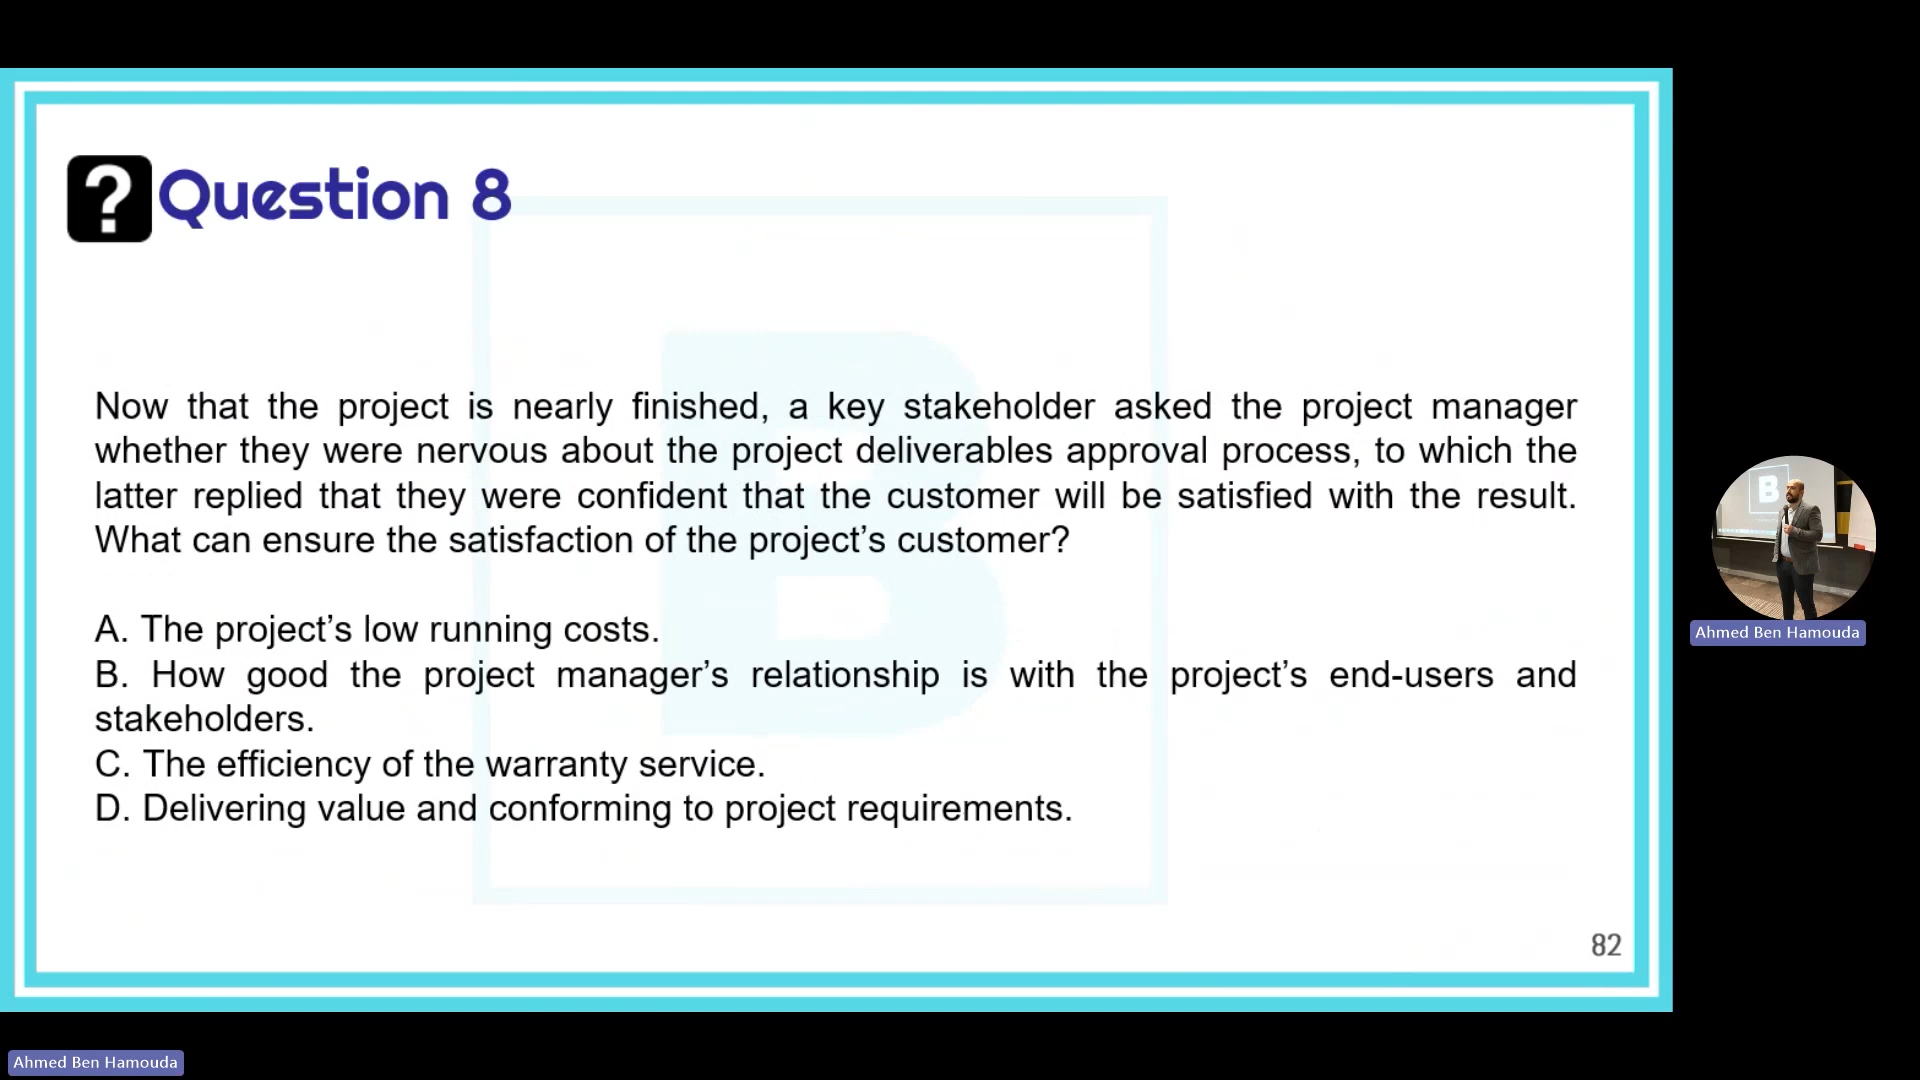 Question 8
Now that the project is nearly finished, a key stakeholder asked the project manager
whether they were nervous about the project deliverables approval process, to which the
latter replied that they were confident that the customer will be satisfied with the result.
What can ensure the satisfaction of the project’s customer?
A. The project’s low running costs.
B. How good the project manager’s relationship is with the project’s end-users and
stakeholders.
C. The efficiency of the warranty service.
D. Delivering value and conforming to project requirements.
82
B
Ahmed Ben Hamouda
Ahmed Ben Hamouda